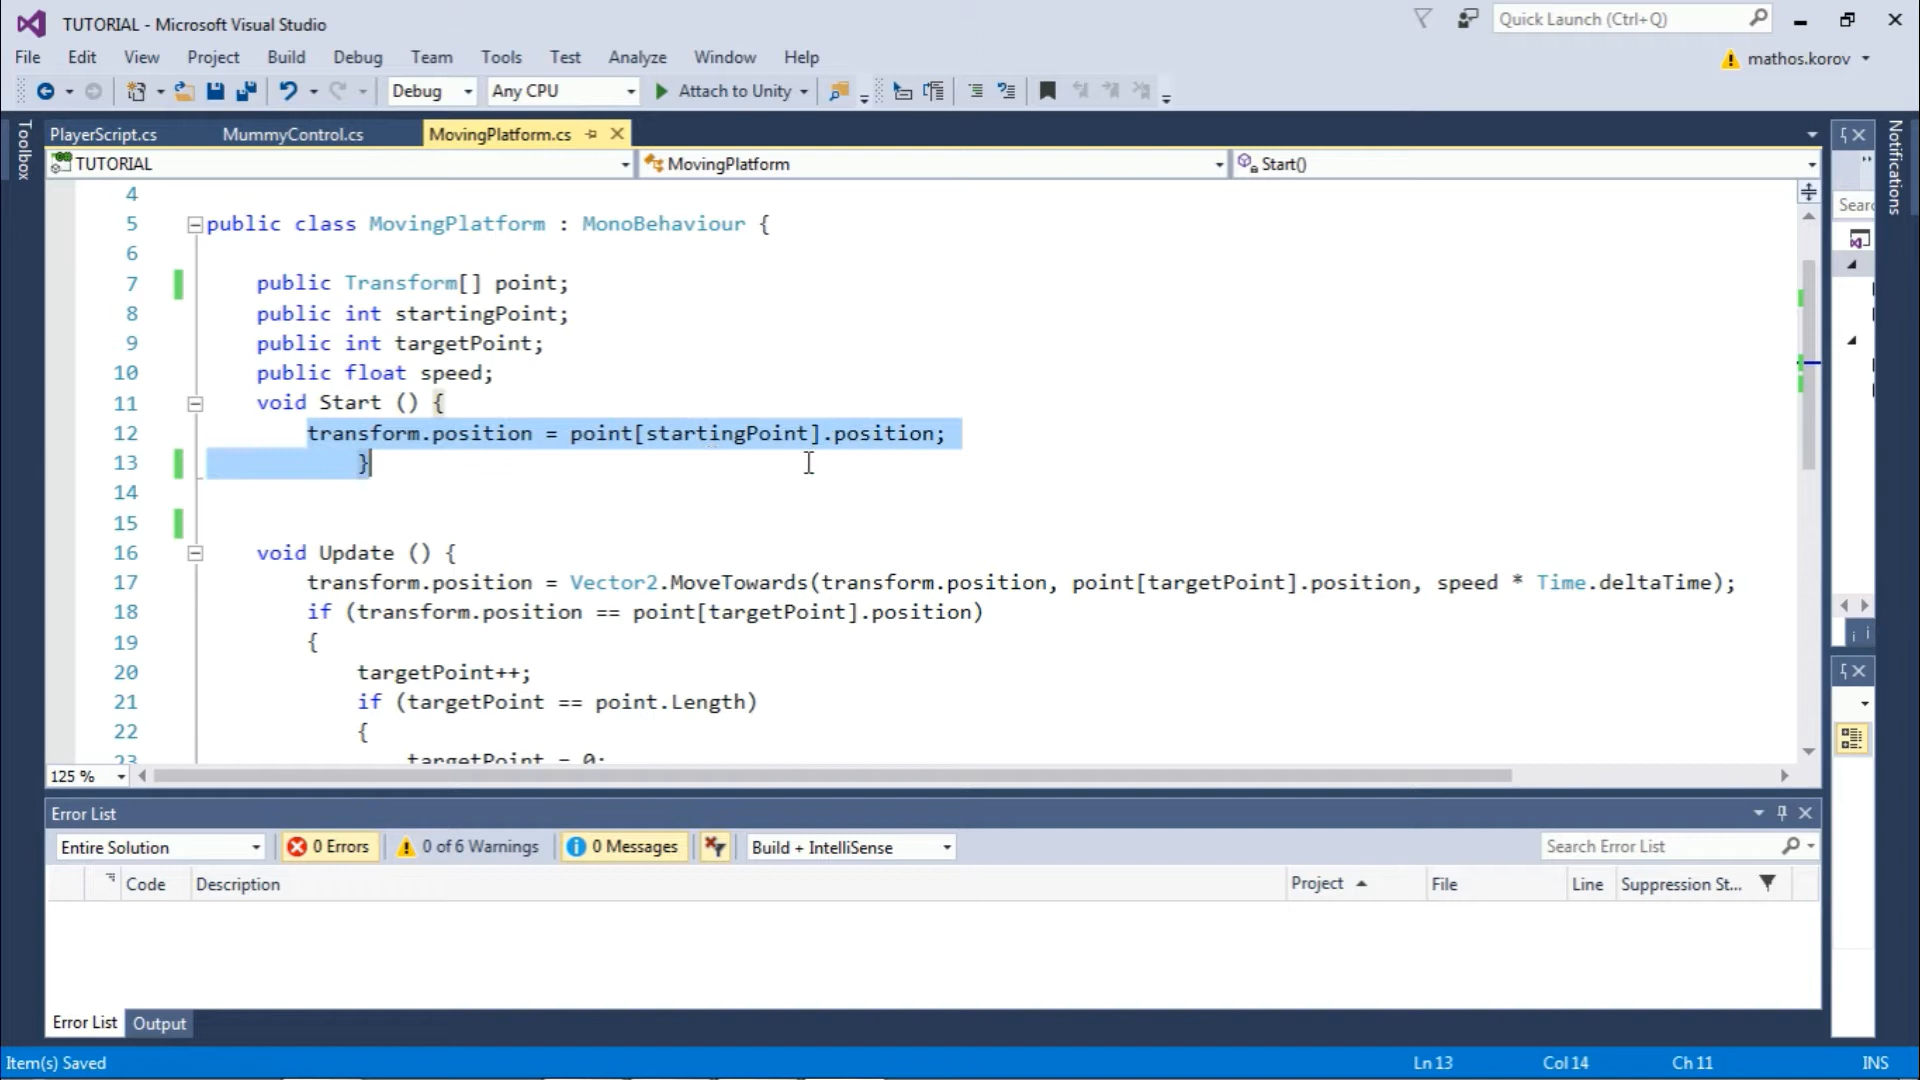 TUTORIAL - Microsoft Visual Studio
Quick Launch (Ctrl+Q)
File Edit View Project Build Debug Team Tools Test Analyze Window Help
mathos.korov
Debug Any CPU Attach to Unity
Toolbox
PlayerScript.cs MummyControl.cs MovingPlatform.cs
Notifications
TUTORIAL MovingPlatform Start()
4
5 public class MovingPlatform : MonoBehaviour {
6
7 public Transform[] point;
8 public int startingPoint;
9 public int targetPoint;
10 public float speed;
11 void Start () {
12 transform.position = point[startingPoint].position;
13 }
14
15
16 void Update () {
17 transform.position = Vector2.MoveTowards(transform.position, point[targetPoint].position, speed * Time.deltaTime);
18 if (transform.position == point[targetPoint].position)
19 {
20 targetPoint++;
21 if (targetPoint == point.Length)
22 {
23 targetPoint = 0;
Sear
125 %
Error List
Entire Solution 0 Errors 0 of 6 Warnings 0 Messages Build + IntelliSense Search Error List
Code Description Project File Line Suppression St...
Error List Output
Item(s) Saved Ln 13 Col 14 Ch 11 INS